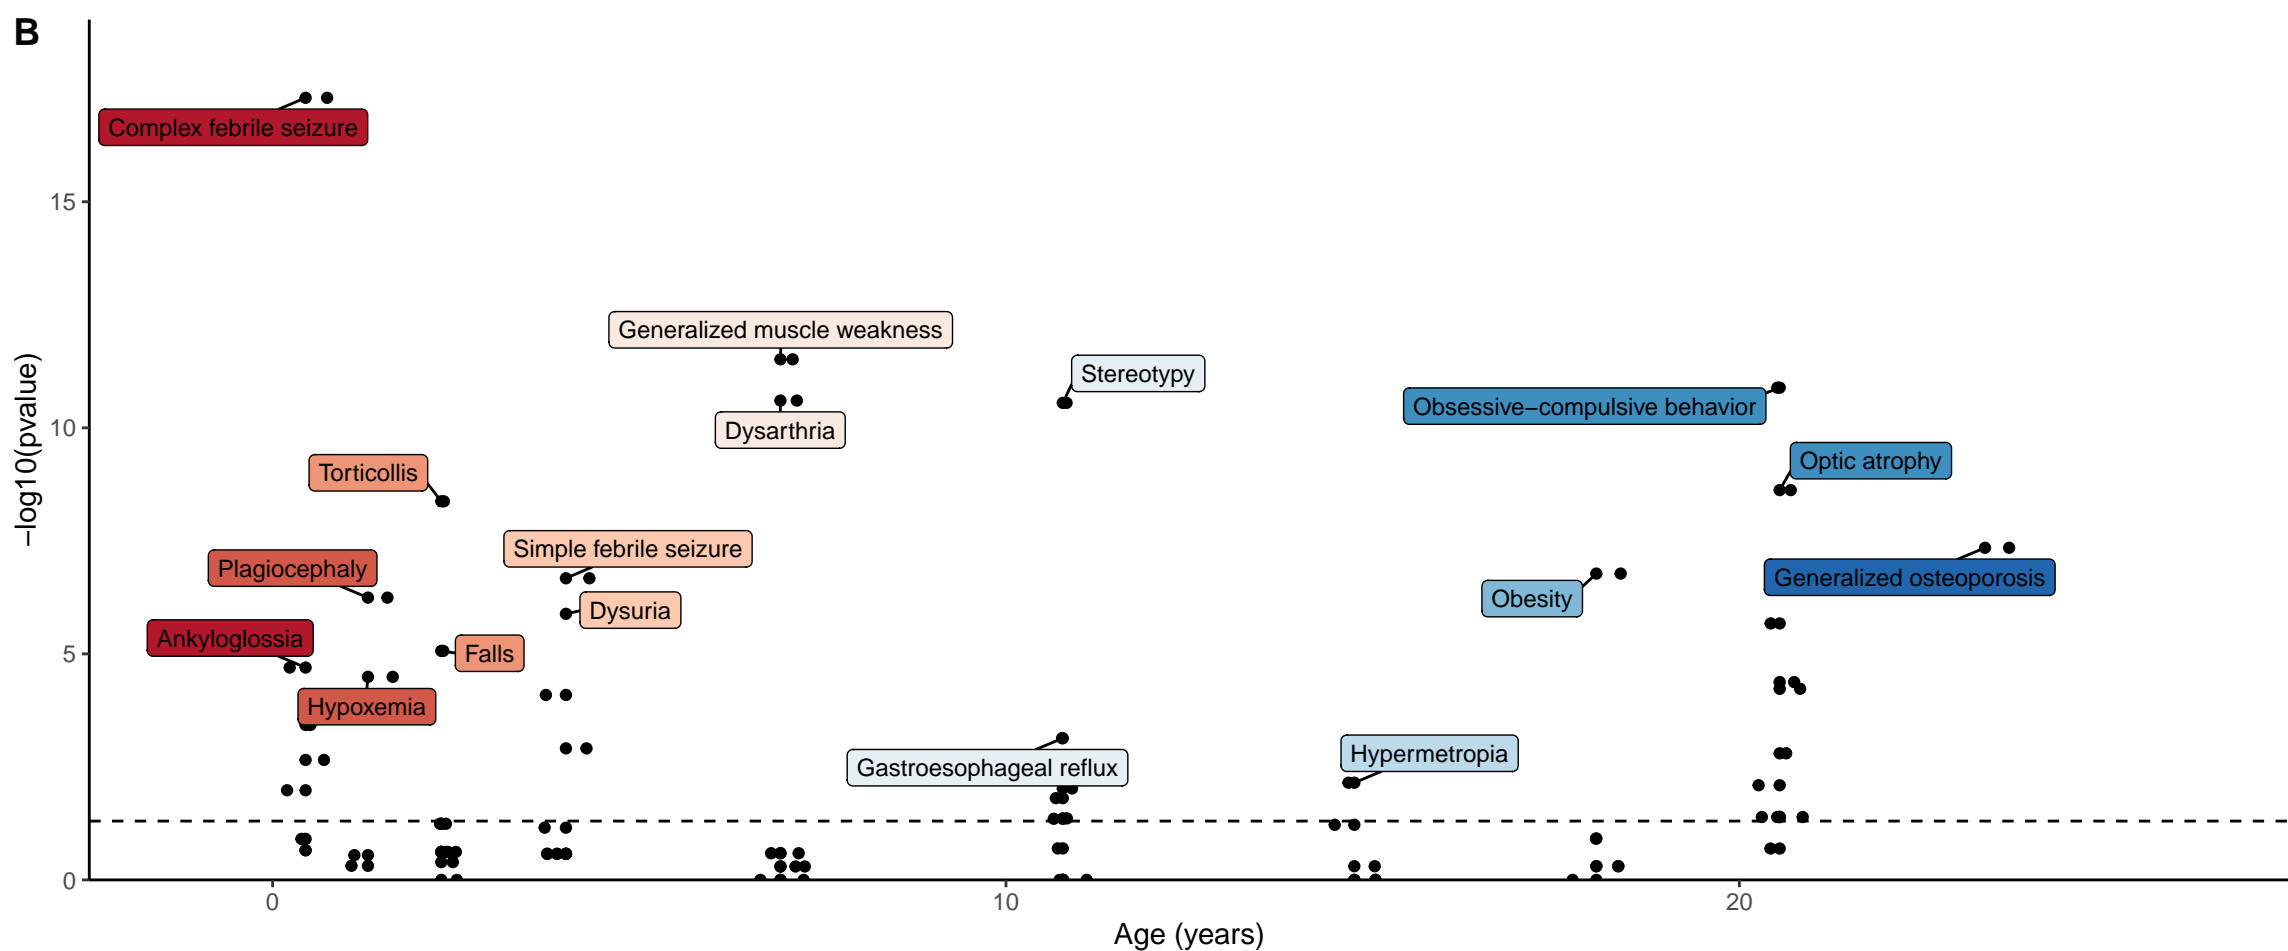 B
Complex febrile seizure
15
Generalized muscle weakness
Stereotypy
Obsessive−compulsive behavior
10
Dysarthria
Optic atrophy
Torticollis
−log10(pvalue)
Simple febrile seizure
Plagiocephaly
Generalized osteoporosis
Obesity
Dysuria
Ankyloglossia
5
Falls
Hypoxemia
Hypermetropia
Gastroesophageal reflux
0
0
10
20
Age (years)